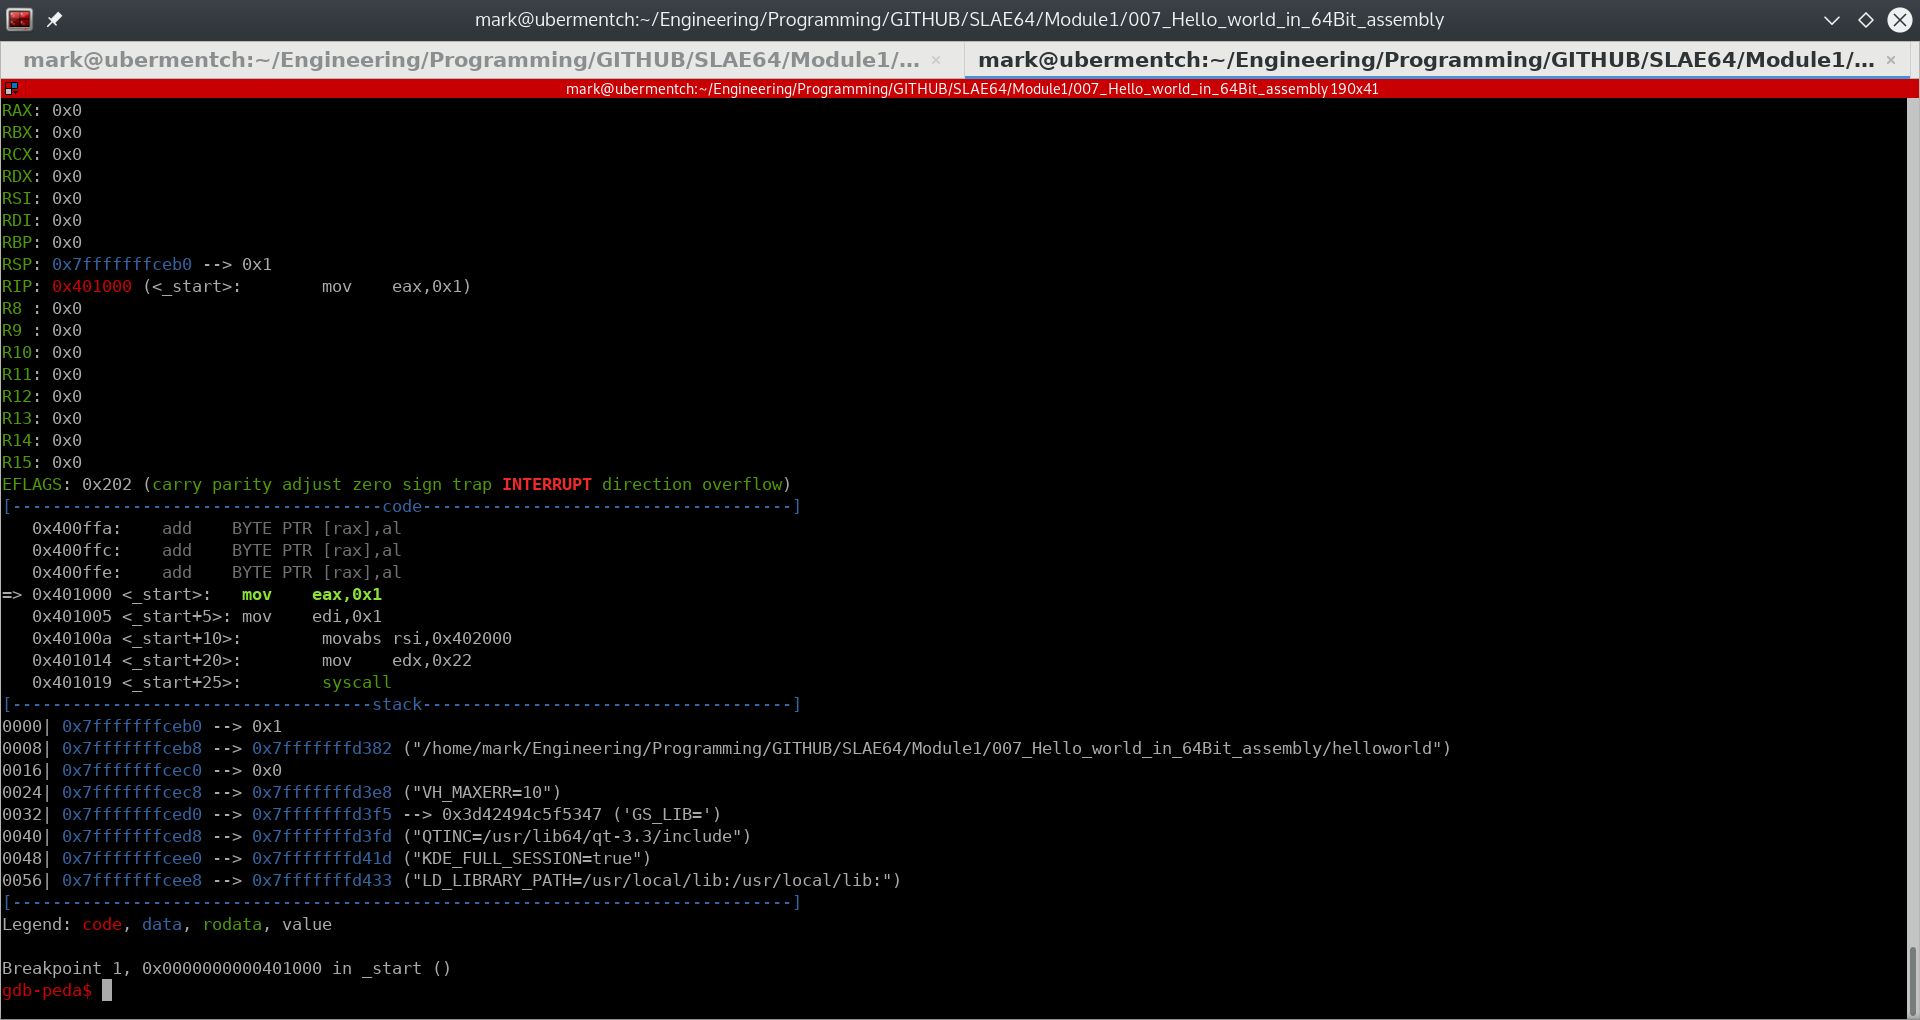 mark@ubermentch:~/Engineering/Programming/GITHUB/SLAE64/Module1/007_Hello_world_in_64Bit_assembly
mark@ubermentch:~/Engineering/Programming/GITHUB/SLAE64/Module1/... × mark@ubermentch:~/Engineering/Programming/GITHUB/SLAE64/Module1/... ×
mark@ubermentch:~/Engineering/Programming/GITHUB/SLAE64/Module1/007_Hello_world_in_64Bit_assembly 190x41
RAX: 0x0
RBX: 0x0
RCX: 0x0
RDX: 0x0
RSI: 0x0
RDI: 0x0
RBP: 0x0
RSP: 0x7fffffffceb0 --> 0x1
RIP: 0x401000 (<_start>:        mov    eax,0x1)
R8 : 0x0
R9 : 0x0
R10: 0x0
R11: 0x0
R12: 0x0
R13: 0x0
R14: 0x0
R15: 0x0
EFLAGS: 0x202 (carry parity adjust zero sign trap INTERRUPT direction overflow)
[-------------------------------------code-------------------------------------]
   0x400ffa:    add    BYTE PTR [rax],al
   0x400ffc:    add    BYTE PTR [rax],al
   0x400ffe:    add    BYTE PTR [rax],al
=> 0x401000 <_start>:   mov    eax,0x1
   0x401005 <_start+5>: mov    edi,0x1
   0x40100a <_start+10>:        movabs rsi,0x402000
   0x401014 <_start+20>:        mov    edx,0x22
   0x401019 <_start+25>:        syscall
[------------------------------------stack-------------------------------------]
0000| 0x7fffffffceb0 --> 0x1
0008| 0x7fffffffceb8 --> 0x7fffffffd382 ("/home/mark/Engineering/Programming/GITHUB/SLAE64/Module1/007_Hello_world_in_64Bit_assembly/helloworld")
0016| 0x7fffffffcec0 --> 0x0
0024| 0x7fffffffcec8 --> 0x7fffffffd3e8 ("VH_MAXERR=10")
0032| 0x7fffffffced0 --> 0x7fffffffd3f5 --> 0x3d42494c5f5347 ('GS_LIB=')
0040| 0x7fffffffced8 --> 0x7fffffffd3fd ("QTINC=/usr/lib64/qt-3.3/include")
0048| 0x7fffffffcee0 --> 0x7fffffffd41d ("KDE_FULL_SESSION=true")
0056| 0x7fffffffcee8 --> 0x7fffffffd433 ("LD_LIBRARY_PATH=/usr/local/lib:/usr/local/lib:")
[------------------------------------------------------------------------------]
Legend: code, data, rodata, value
Breakpoint 1, 0x0000000000401000 in _start ()
gdb-peda$